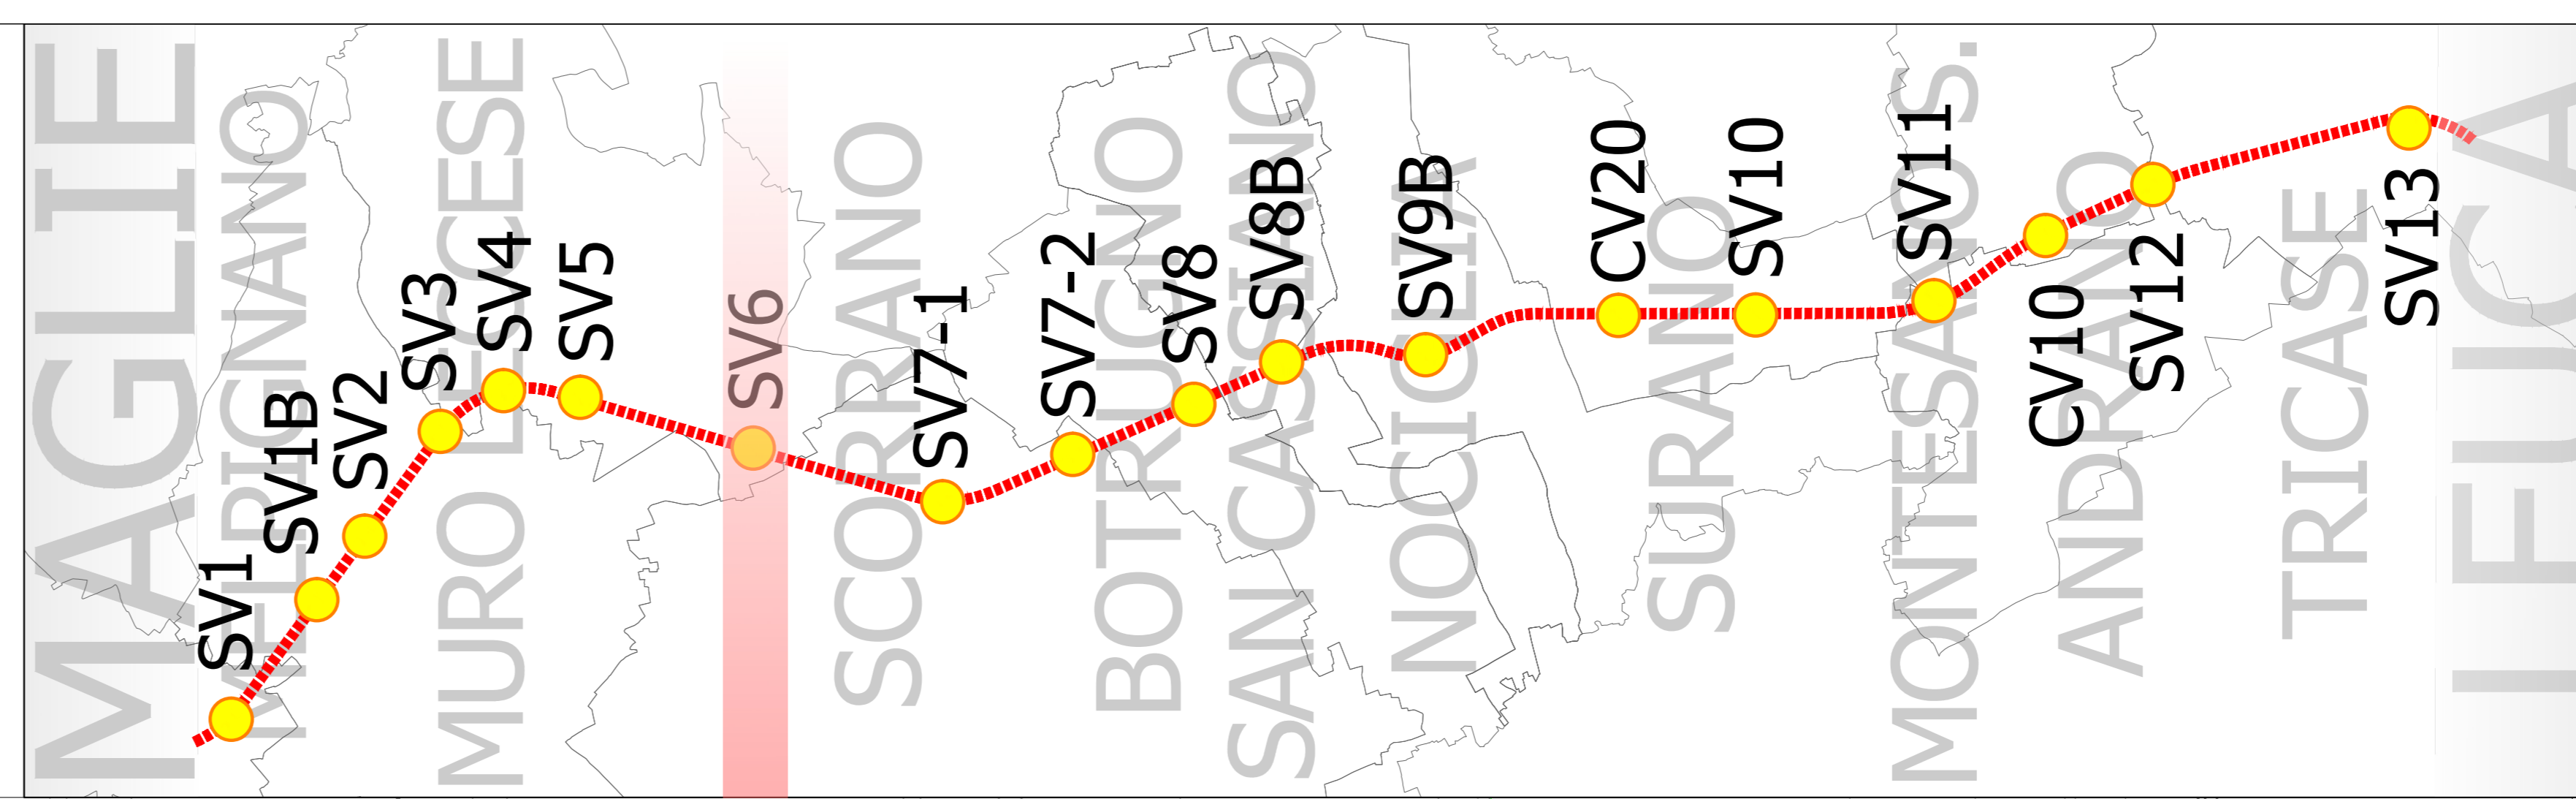 MAGLIE
MELPIGNANO
SV1
SV1B
SV2
SV3
MURO LECCESE
SV4
SV5
SV6
SCORRANO
SV7-1
SV7-2
BOTRUGNO
SV8
SV8B
SAN CASSIANO
SV9B
NOCIGLIA
CV20
SURANO
SV10
SV11
MONTESANO S.
CV10
ANDRANO
SV12
TRICASE
SV13
LEUCA